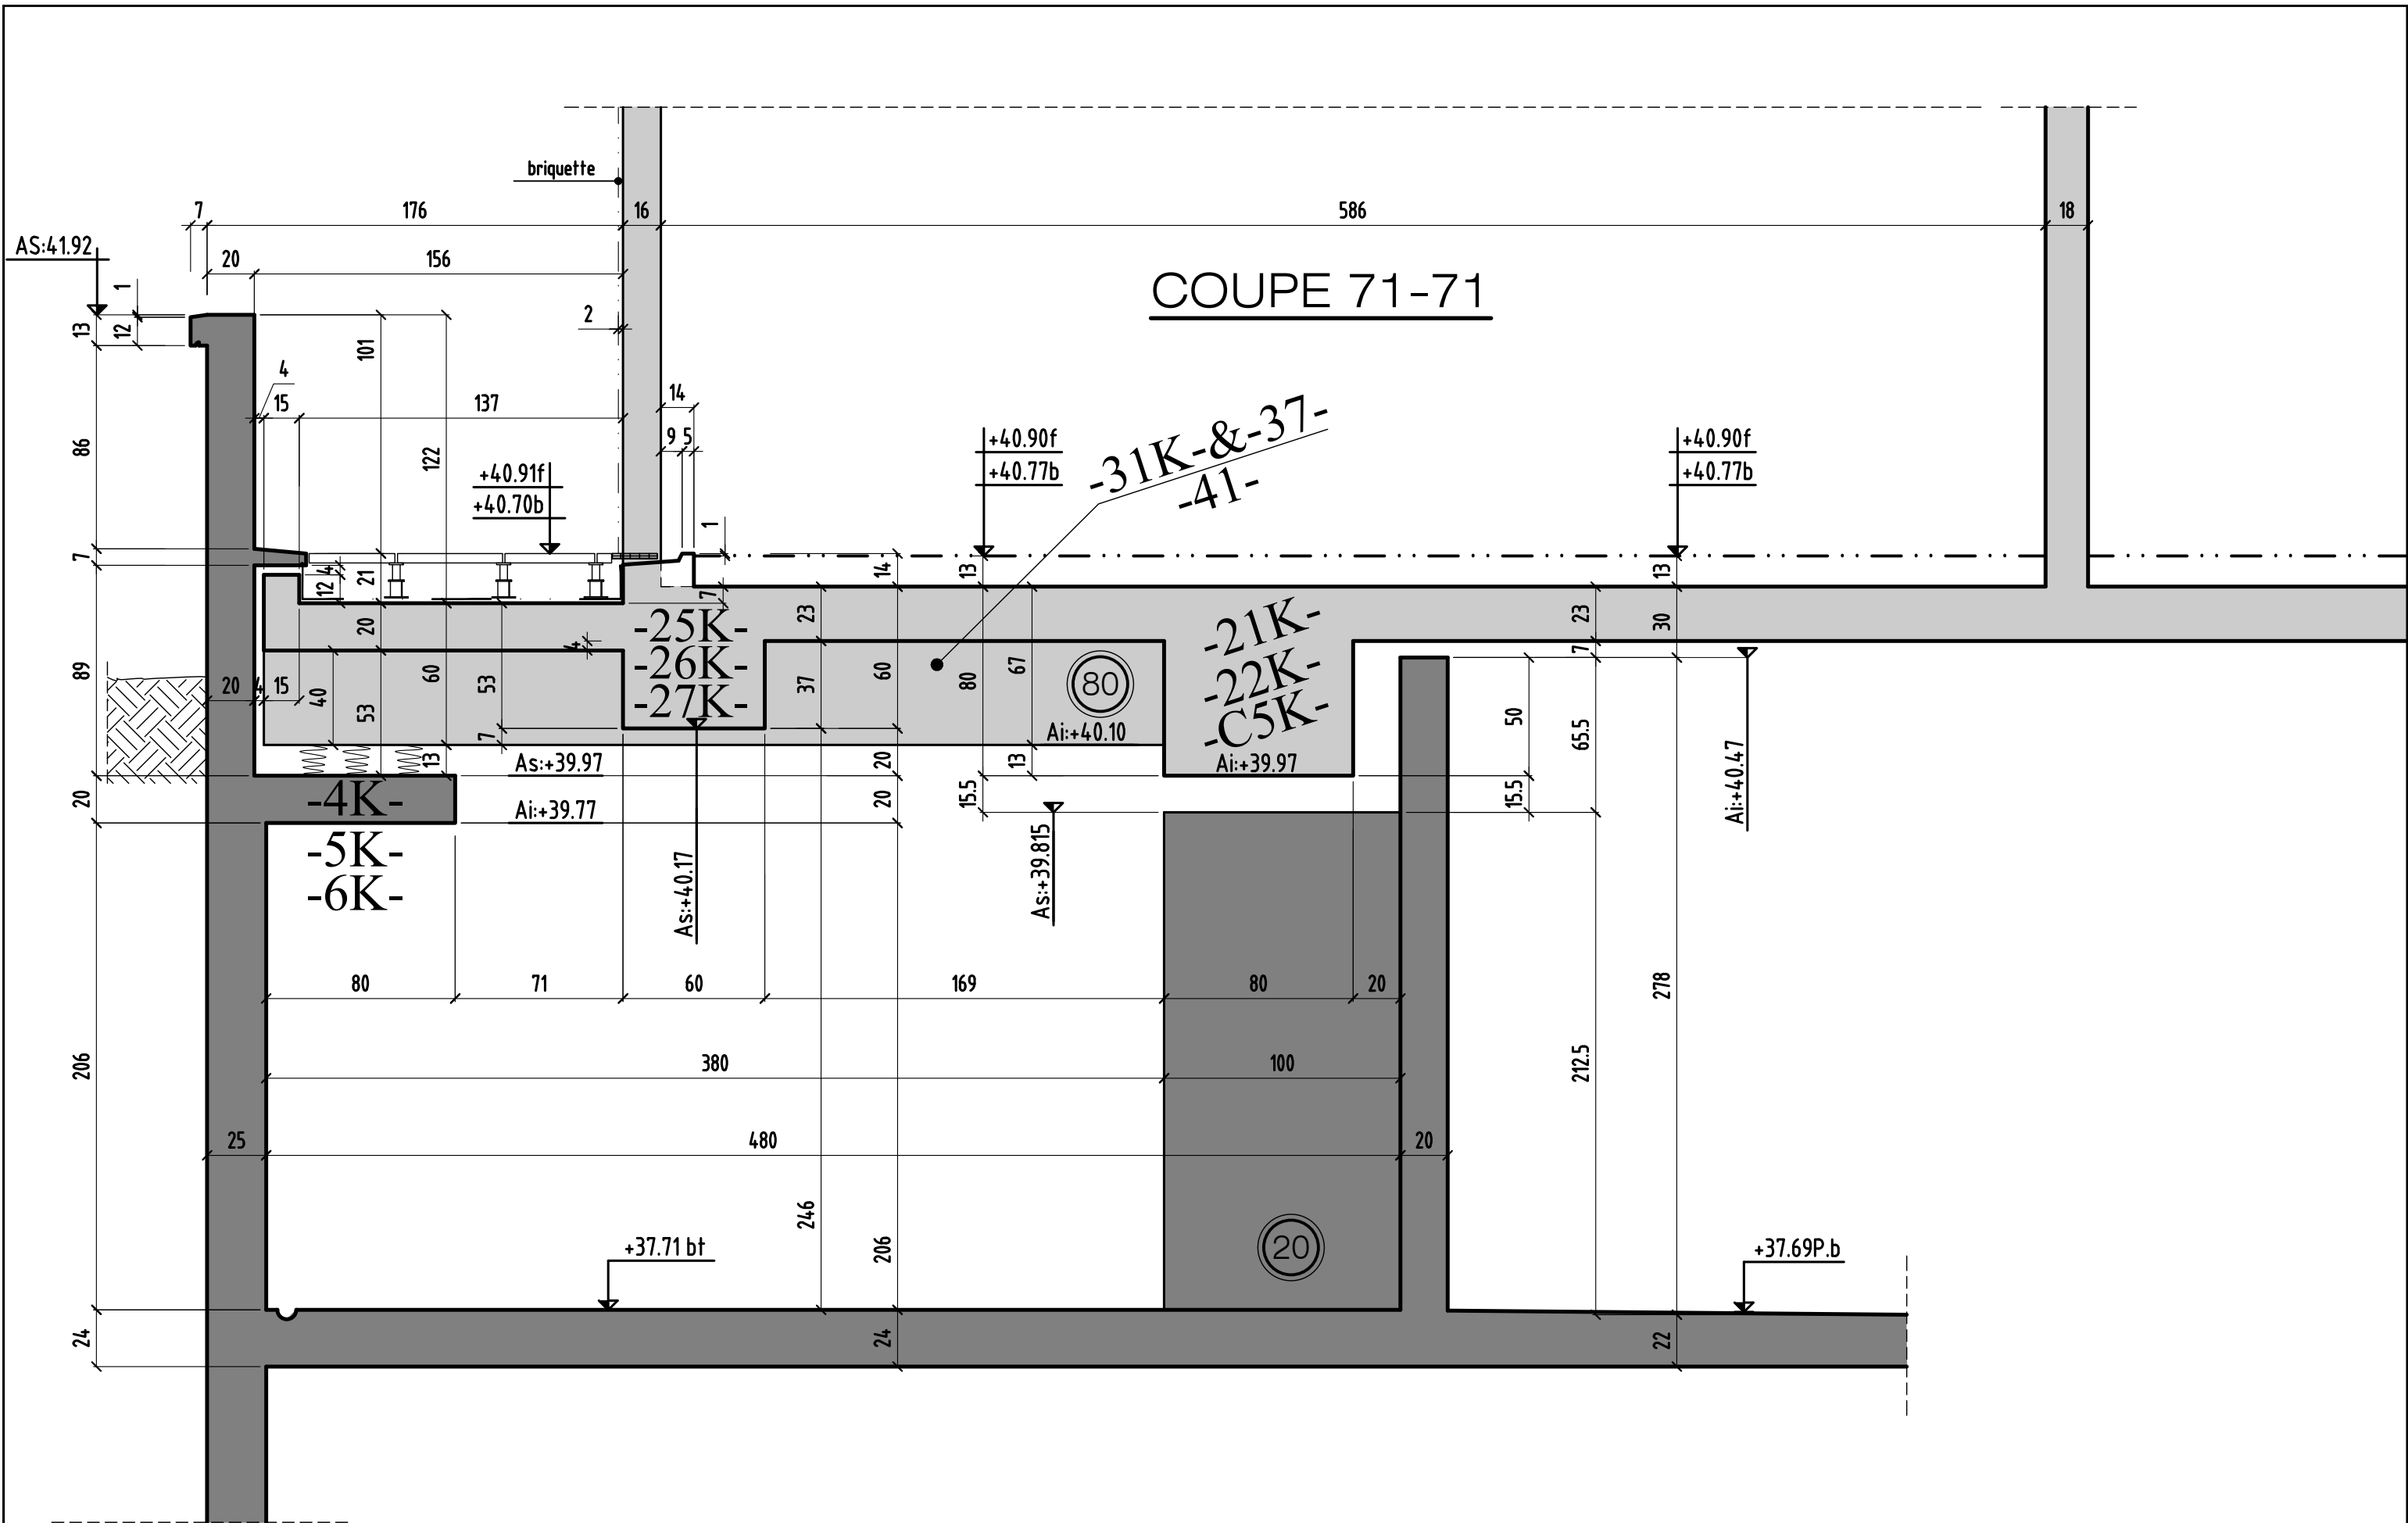 briquette
7 176 16 586 18
AS:41.92
20 156
COUPE 71-71
1
2
13 12
101
4
14
15 137
9 5
-31K-&-37-
-41-
86
122
+40.91f
+40.70b
+40.90f
+40.77b
+40.90f
+40.77b
1
7
4
12 21
14 13
13
7
20
4
23
23 30
-25K-
-26K-
-27K-
-21K-
-22K-
-C5K-
7
89
20 4 15
40 53 60 53
37 60 80 67
80
50 65.5
7
Ai:+40.10
Ai:+40.47
13
As:+39.97
20
13
Ai:+39.97
20
-4K-
Ai:+39.77
20
15.5
15.5
-5K-
-6K-
As:+40.17
As:+39.815
80 71 60 169 80 20
278
206
380 100
212.5
25 480 20
246
206
+37.71 bt
20
+37.69P.b
24
24
22